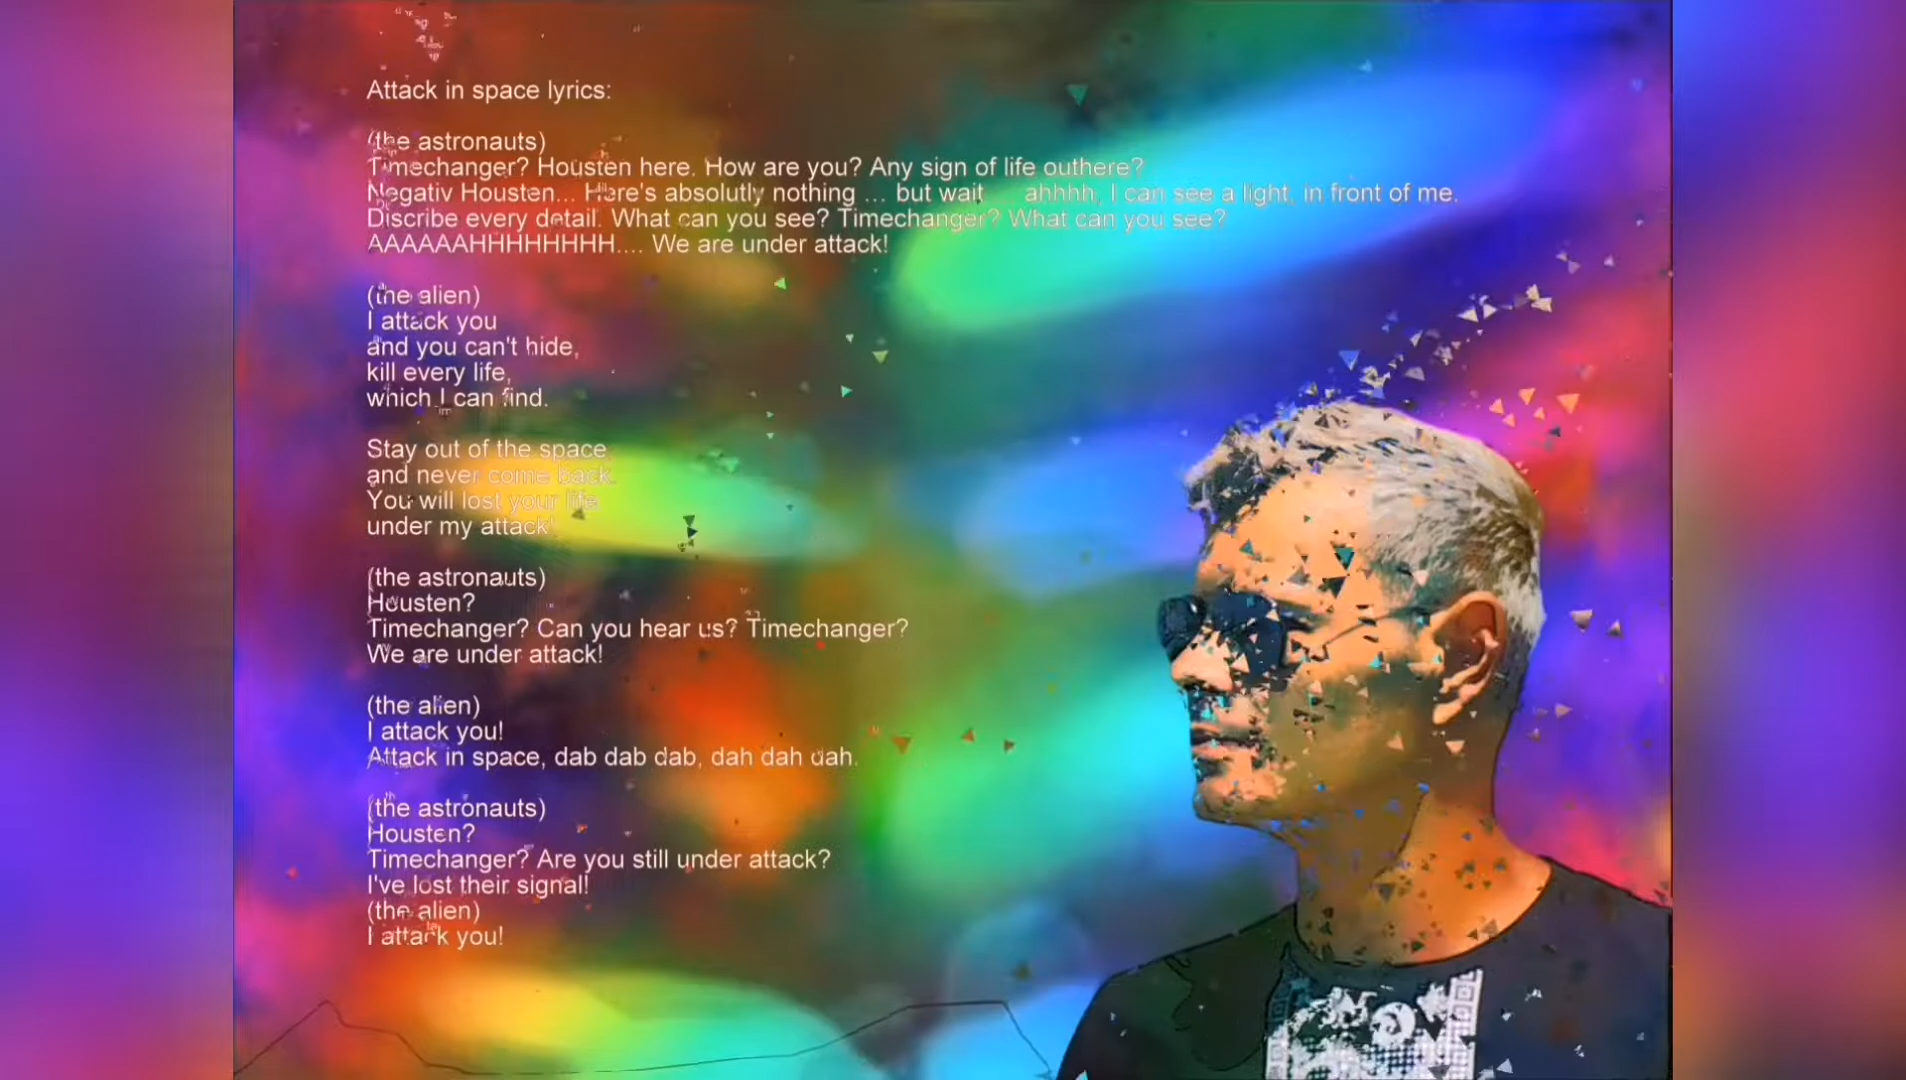 Attack in space lyrics:
(the astronauts)
Timechanger? Housten here. How are you? Any sign of life outhere?
Negativ Housten... Here's absolutly nothing ... but wait ahhhh, I can see a light, in front of me.
Discribe every detail. What can you see? Timechanger? What can you see?
AAAAAAHHHHHHHH.... We are under attack!
(the alien)
I attack you
and you can't hide,
kill every life,
which I can find.
Stay out of the space
and never come back.
You will lost your life
under my attack!
(the astronauts)
Housten?
Timechanger? Can you hear us? Timechanger?
We are under attack!
(the alien)
I attack you!
Attack in space, dab dab dab, dah dah dah.
(the astronauts)
Housten?
Timechanger? Are you still under attack?
I've lost their signal!
(the alien)
I attack you!